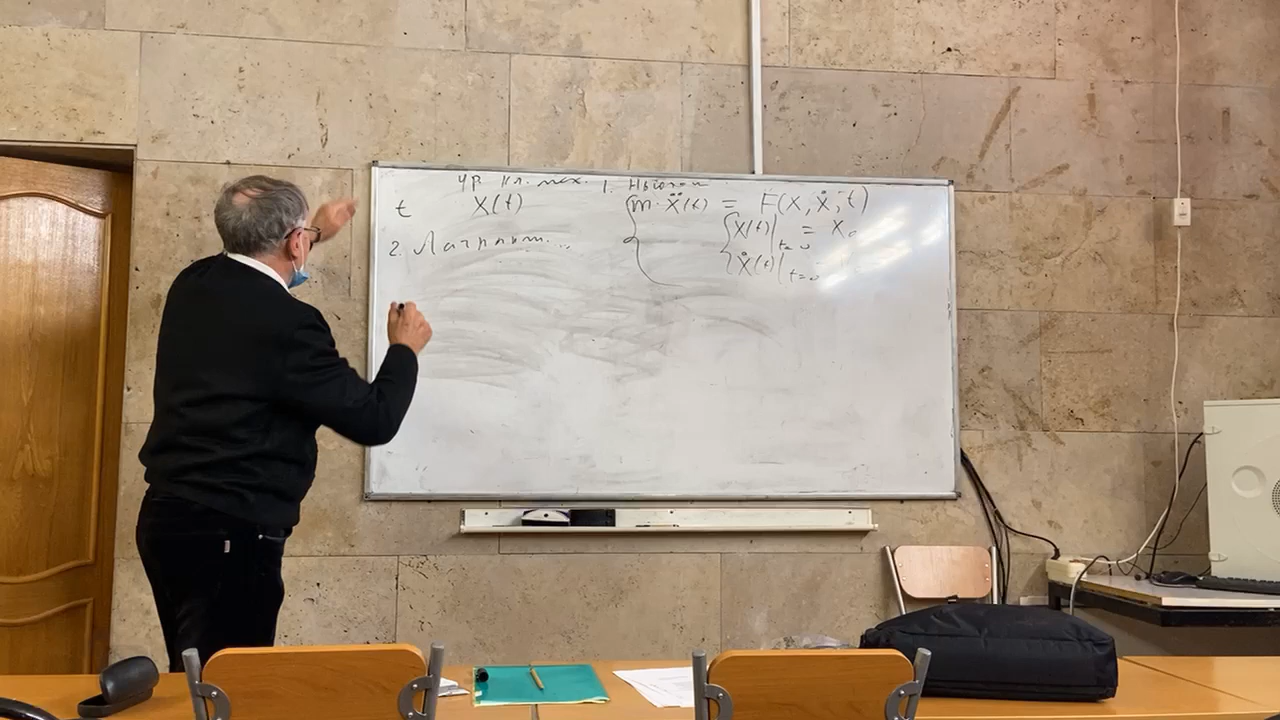 ур. кл. мех. 1. Ньютон
t X(t) m·ẍ(t) = F(x, ẋ, t)
X(t)|t=0 = X₀
2. Лагранж...
ẋ(t)|t=0